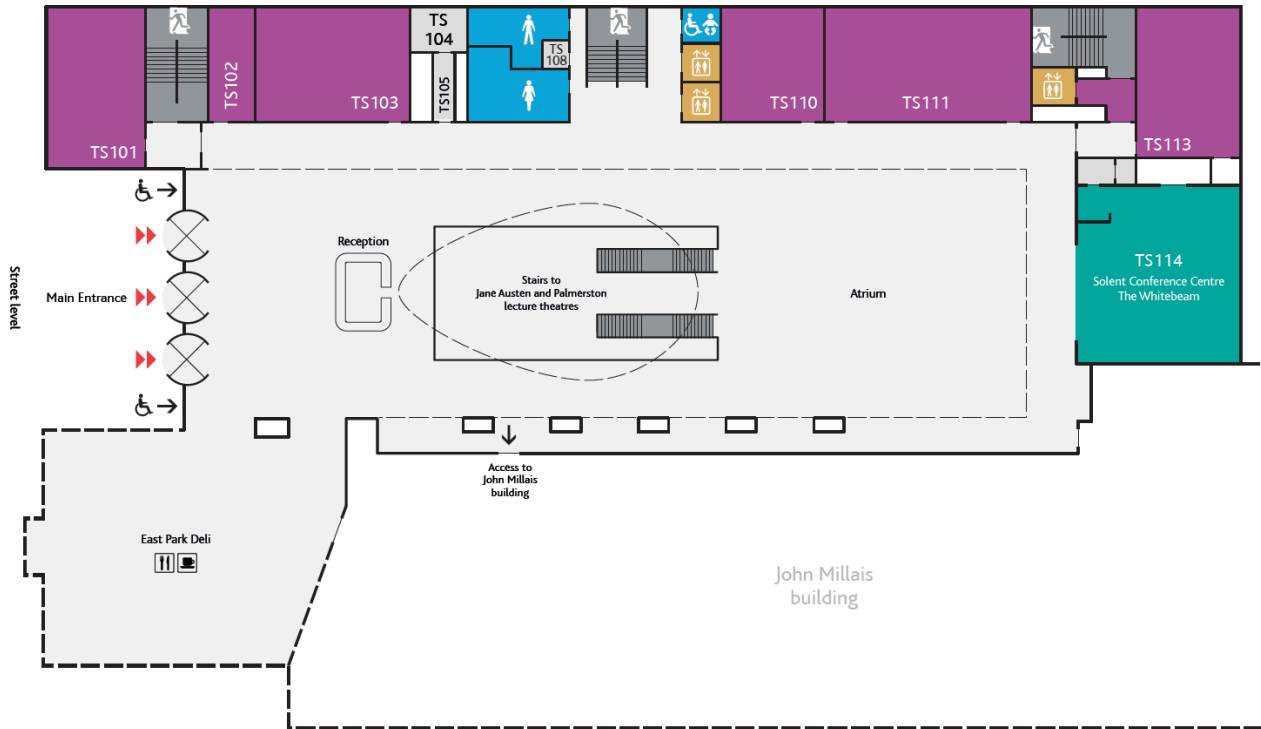 TS
104
TS
108
TS102
TS105
TS103
TS110
TS111
TS101
TS113
Reception
Street level
Main Entrance
Stairs to
Jane Austen and Palmerston
lecture theatres
Atrium
TS114
Solent Conference Centre
The Whitebeam
Access to
John Millais
building
East Park Deli
John Millais
building